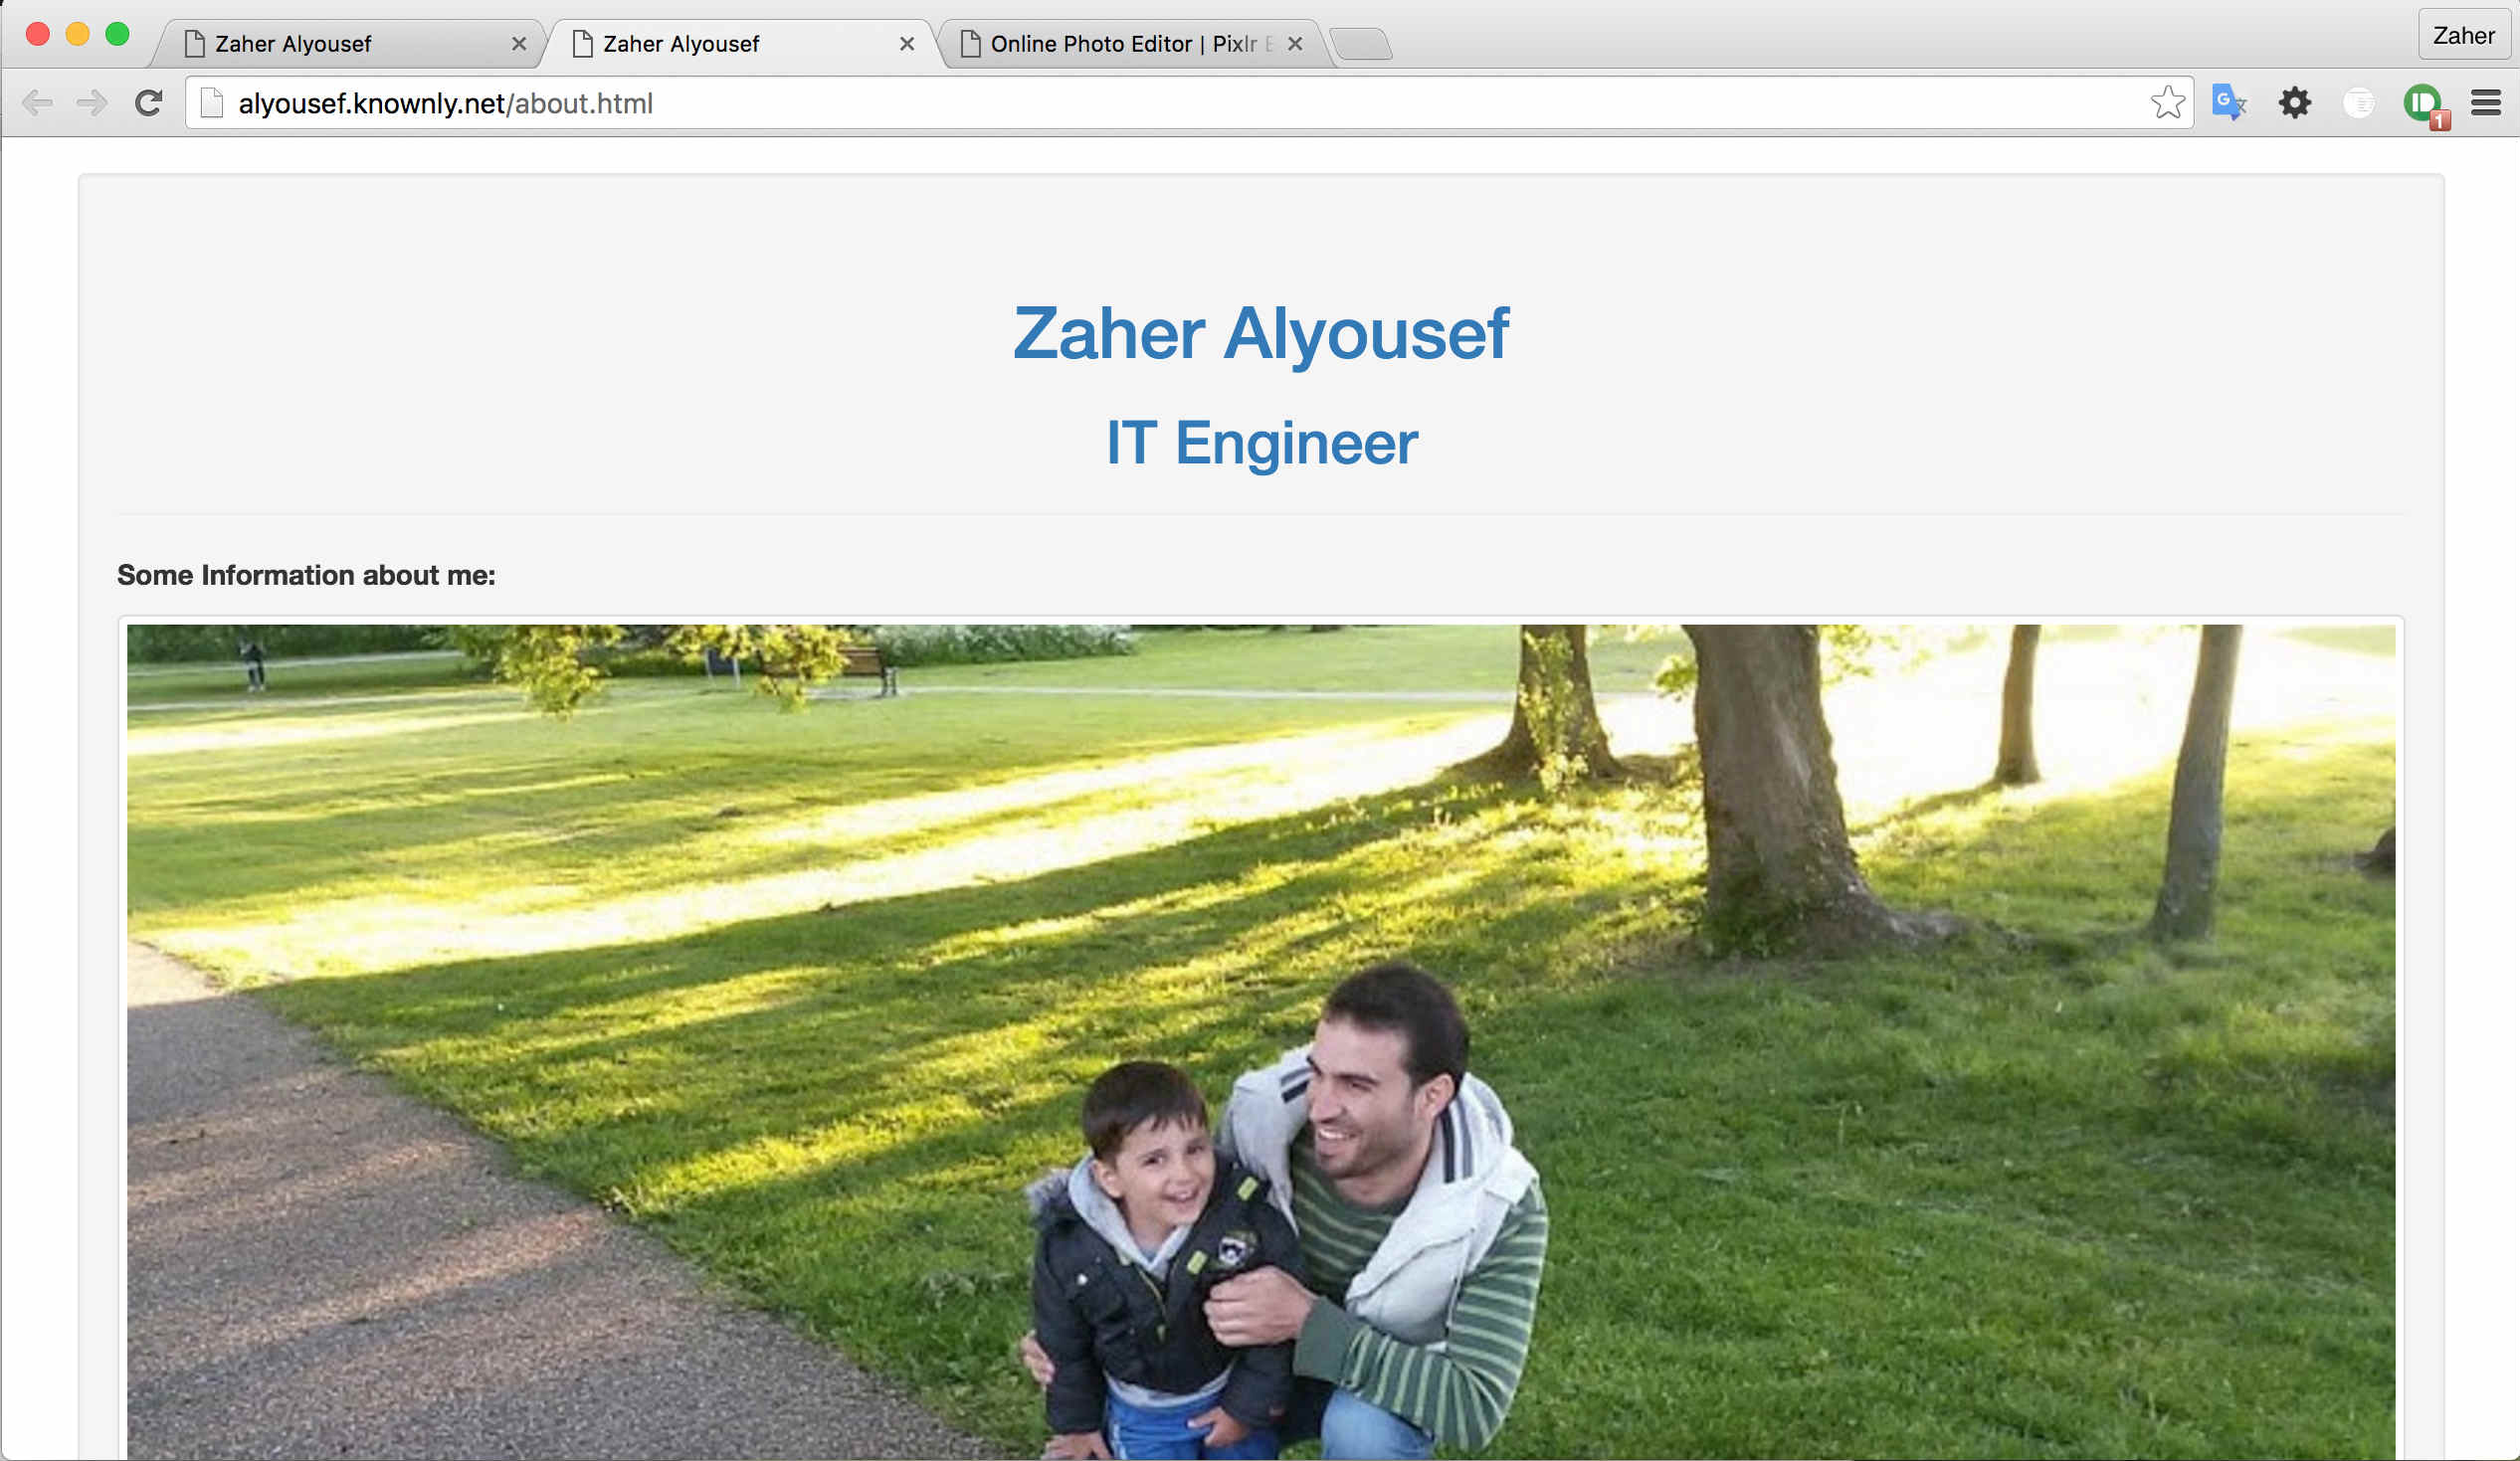 Zaher Alyousef
Zaher Alyousef
Online Photo Editor | Pixlr
Zaher
alyousef.knownly.net/about.html
1
Zaher Alyousef
IT Engineer
Some Information about me: